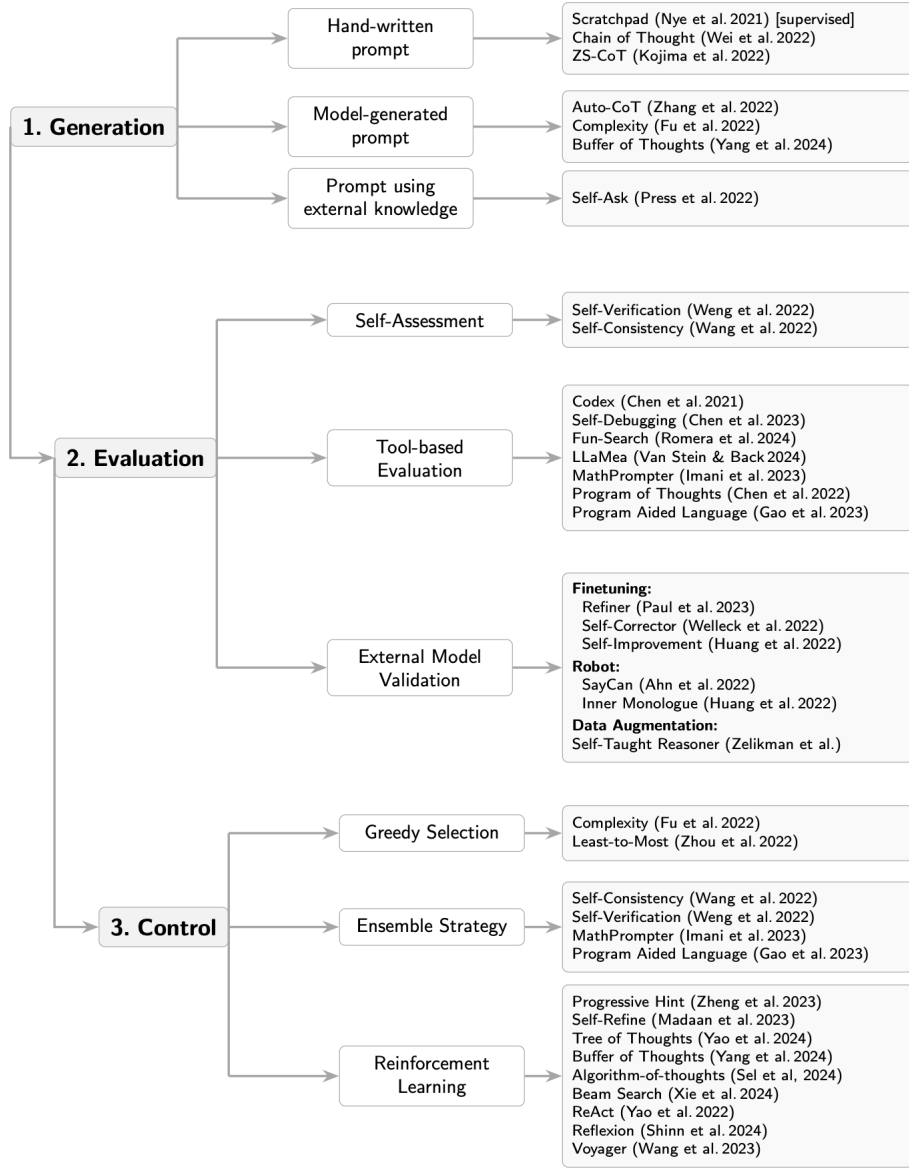 1. Generation
Hand-written
prompt
Scratchpad (Nye et al. 2021) [supervised]
Chain of Thought (Wei et al. 2022)
ZS-CoT (Kojima et al. 2022)
Model-generated
prompt
Auto-CoT (Zhang et al. 2022)
Complexity (Fu et al. 2022)
Buffer of Thoughts (Yang et al. 2024)
Prompt using
external knowledge
Self-Ask (Press et al. 2022)
2. Evaluation
Self-Assessment
Self-Verification (Weng et al. 2022)
Self-Consistency (Wang et al. 2022)
Tool-based
Evaluation
Codex (Chen et al. 2021)
Self-Debugging (Chen et al. 2023)
Fun-Search (Romera et al. 2024)
LLaMea (Van Stein & Back 2024)
MathPrompter (Imani et al. 2023)
Program of Thoughts (Chen et al. 2022)
Program Aided Language (Gao et al. 2023)
External Model
Validation
Finetuning:
Refiner (Paul et al. 2023)
Self-Corrector (Welleck et al. 2022)
Self-Improvement (Huang et al. 2022)
Robot:
SayCan (Ahn et al. 2022)
Inner Monologue (Huang et al. 2022)
Data Augmentation:
Self-Taught Reasoner (Zelikman et al.)
3. Control
Greedy Selection
Complexity (Fu et al. 2022)
Least-to-Most (Zhou et al. 2022)
Ensemble Strategy
Self-Consistency (Wang et al. 2022)
Self-Verification (Weng et al. 2022)
MathPrompter (Imani et al. 2023)
Program Aided Language (Gao et al. 2023)
Reinforcement
Learning
Progressive Hint (Zheng et al. 2023)
Self-Refine (Madaan et al. 2023)
Tree of Thoughts (Yao et al. 2024)
Buffer of Thoughts (Yang et al. 2024)
Algorithm-of-thoughts (Sel et al, 2024)
Beam Search (Xie et al. 2024)
ReAct (Yao et al. 2022)
Reflexion (Shinn et al. 2024)
Voyager (Wang et al. 2023)